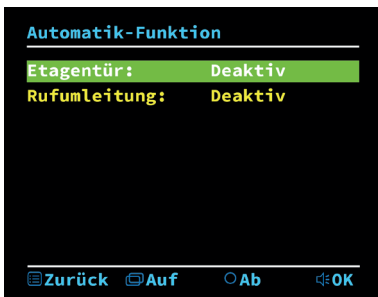 Automatik-Funktion
Etagentür: Deaktiv
Rufumleitung: Deaktiv
Zurück Auf Ab OK